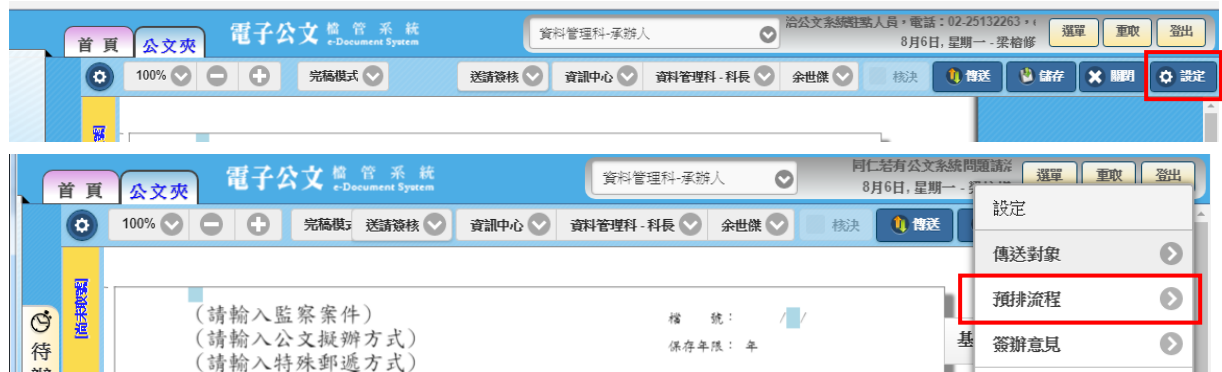 首 頁 公文夾 電子公文 檔 管 系 統 e-Document System 資料管理科-承辦人 洽公文系統駐點人員，電話：02-25132263，
8月6日, 星期一 - 梁榕修 選單 重取 登出
100% 完稿模式 送請簽核 資訊中心 資料管理科 - 科長 余世傑 核決 傳送 儲存 關閉 設定
首 頁 公文夾 電子公文 檔 管 系 統 e-Document System 資料管理科-承辦人 同仁若有公文系統問題請洽
8月6日, 星期一 - 選單 重取 登出
設定
100% 完稿模式 送請簽核 資訊中心 資料管理科 - 科長 余世傑 核決 傳送
傳送對象
預排流程
(請輸入監察案件) 檔 號： / /
(請輸入公文擬辦方式) 保存年限： 年
簽辦意見
(請輸入特殊郵遞方式)
待
基